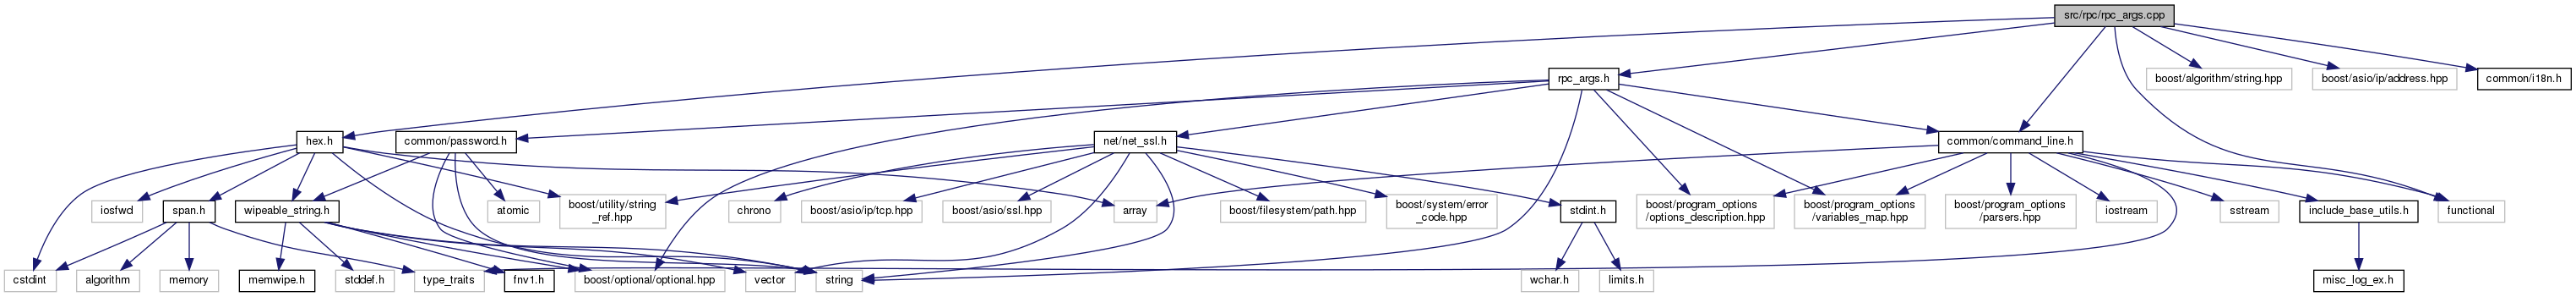 src/rpc/rpc_args.cpp
rpc_args.h
boost/algorithm/string.hpp
boost/asio/ip/address.hpp
common/i18n.h
hex.h
common/password.h
net/net_ssl.h
common/command_line.h
iosfwd
span.h
wipeable_string.h
atomic
boost/utility/string
_ref.hpp
chrono
boost/asio/ip/tcp.hpp
boost/asio/ssl.hpp
array
boost/filesystem/path.hpp
boost/system/error
_code.hpp
stdint.h
boost/program_options
/options_description.hpp
boost/program_options
/variables_map.hpp
boost/program_options
/parsers.hpp
iostream
sstream
include_base_utils.h
functional
cstdint
algorithm
memory
memwipe.h
stddef.h
type_traits
fnv1.h
boost/optional/optional.hpp
vector
string
wchar.h
limits.h
misc_log_ex.h